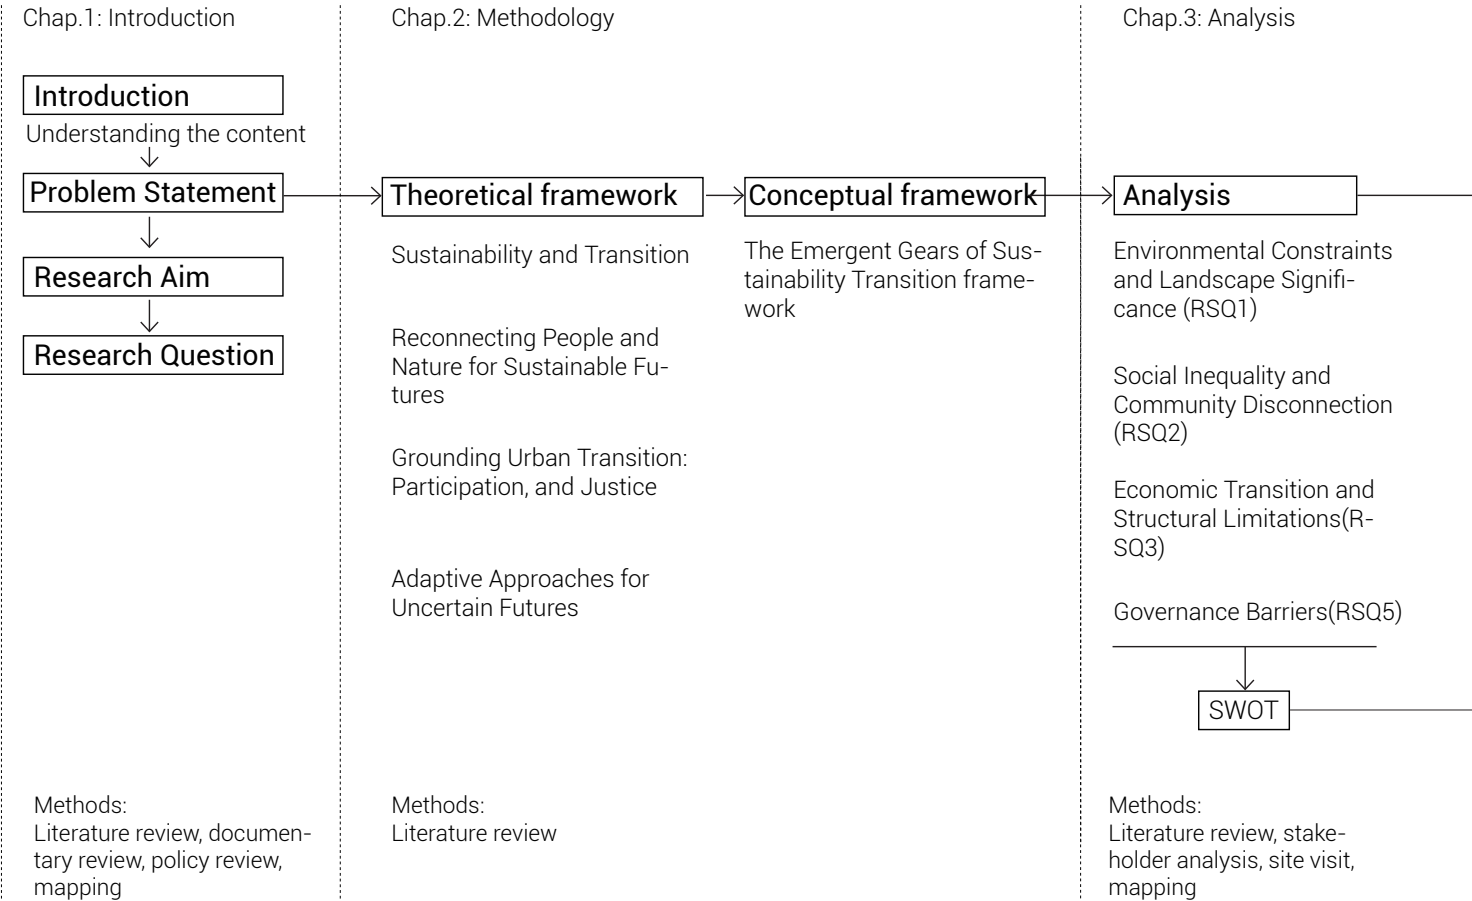 Chap.1: Introduction
Introduction
Understanding the content
Problem Statement
Research Aim
Research Question
Methods:
Literature review, documen-
tary review, policy review,
mapping
Chap.2: Methodology
Theoretical framework
Sustainability and Transition
Reconnecting People and
Nature for Sustainable Fu-
tures
Grounding Urban Transition:
Participation, and Justice
Adaptive Approaches for
Uncertain Futures
Conceptual framework
The Emergent Gears of Sus-
tainability Transition frame-
work
Methods:
Literature review
Chap.3: Analysis
Analysis
Environmental Constraints
and Landscape Signifi-
cance (RSQ1)
Social Inequality and
Community Disconnection
(RSQ2)
Economic Transition and
Structural Limitations(R-
SQ3)
Governance Barriers(RSQ5)
SWOT
Methods:
Literature review, stake-
holder analysis, site visit,
mapping